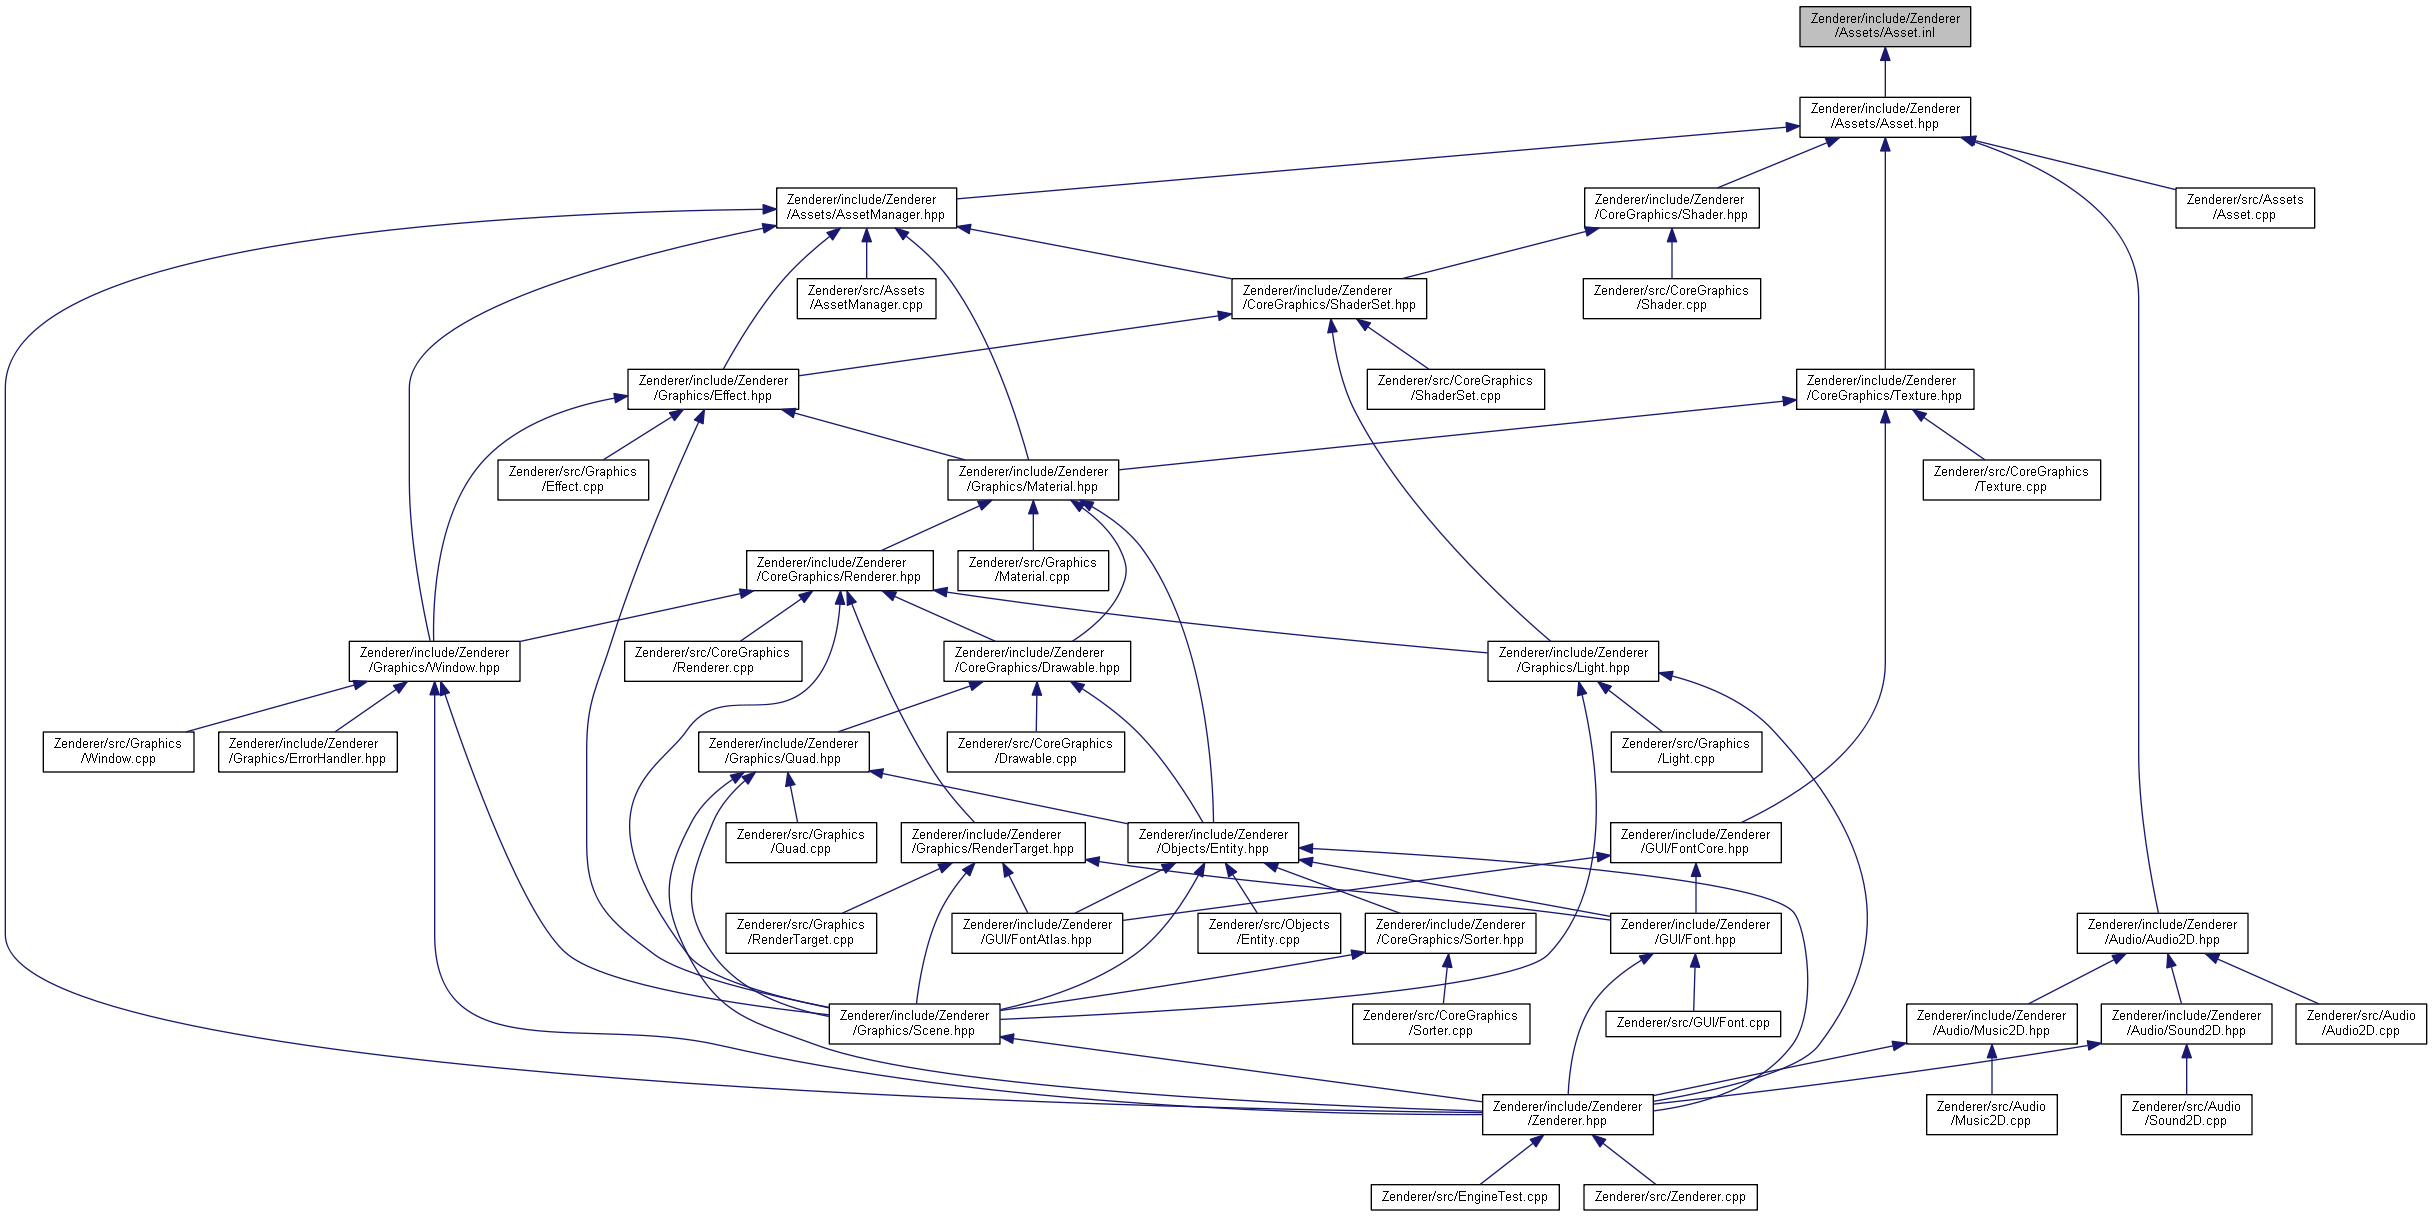 Zenderer/include/Zenderer
/Assets/Asset.inl
Zenderer/include/Zenderer
/Assets/Asset.hpp
Zenderer/include/Zenderer
/Assets/AssetManager.hpp
Zenderer/include/Zenderer
/CoreGraphics/Shader.hpp
Zenderer/src/Assets
/Asset.cpp
Zenderer/src/Assets
/AssetManager.cpp
Zenderer/include/Zenderer
/CoreGraphics/ShaderSet.hpp
Zenderer/src/CoreGraphics
/Shader.cpp
Zenderer/include/Zenderer
/Graphics/Effect.hpp
Zenderer/src/CoreGraphics
/ShaderSet.cpp
Zenderer/include/Zenderer
/CoreGraphics/Texture.hpp
Zenderer/src/Graphics
/Effect.cpp
Zenderer/include/Zenderer
/Graphics/Material.hpp
Zenderer/src/CoreGraphics
/Texture.cpp
Zenderer/include/Zenderer
/CoreGraphics/Renderer.hpp
Zenderer/src/Graphics
/Material.cpp
Zenderer/include/Zenderer
/Graphics/Window.hpp
Zenderer/src/CoreGraphics
/Renderer.cpp
Zenderer/include/Zenderer
/CoreGraphics/Drawable.hpp
Zenderer/include/Zenderer
/Graphics/Light.hpp
Zenderer/src/Graphics
/Window.cpp
Zenderer/include/Zenderer
/Graphics/ErrorHandler.hpp
Zenderer/include/Zenderer
/Graphics/Quad.hpp
Zenderer/src/CoreGraphics
/Drawable.cpp
Zenderer/src/Graphics
/Light.cpp
Zenderer/src/Graphics
/Quad.cpp
Zenderer/include/Zenderer
/Graphics/RenderTarget.hpp
Zenderer/include/Zenderer
/Objects/Entity.hpp
Zenderer/include/Zenderer
/GUI/FontCore.hpp
Zenderer/src/Graphics
/RenderTarget.cpp
Zenderer/include/Zenderer
/GUI/FontAtlas.hpp
Zenderer/src/Objects
/Entity.cpp
Zenderer/include/Zenderer
/CoreGraphics/Sorter.hpp
Zenderer/include/Zenderer
/GUI/Font.hpp
Zenderer/include/Zenderer
/Audio/Audio2D.hpp
Zenderer/include/Zenderer
/Graphics/Scene.hpp
Zenderer/src/CoreGraphics
/Sorter.cpp
Zenderer/src/GUI/Font.cpp
Zenderer/include/Zenderer
/Audio/Music2D.hpp
Zenderer/include/Zenderer
/Audio/Sound2D.hpp
Zenderer/src/Audio
/Audio2D.cpp
Zenderer/include/Zenderer
/Zenderer.hpp
Zenderer/src/Audio
/Music2D.cpp
Zenderer/src/Audio
/Sound2D.cpp
Zenderer/src/EngineTest.cpp
Zenderer/src/Zenderer.cpp